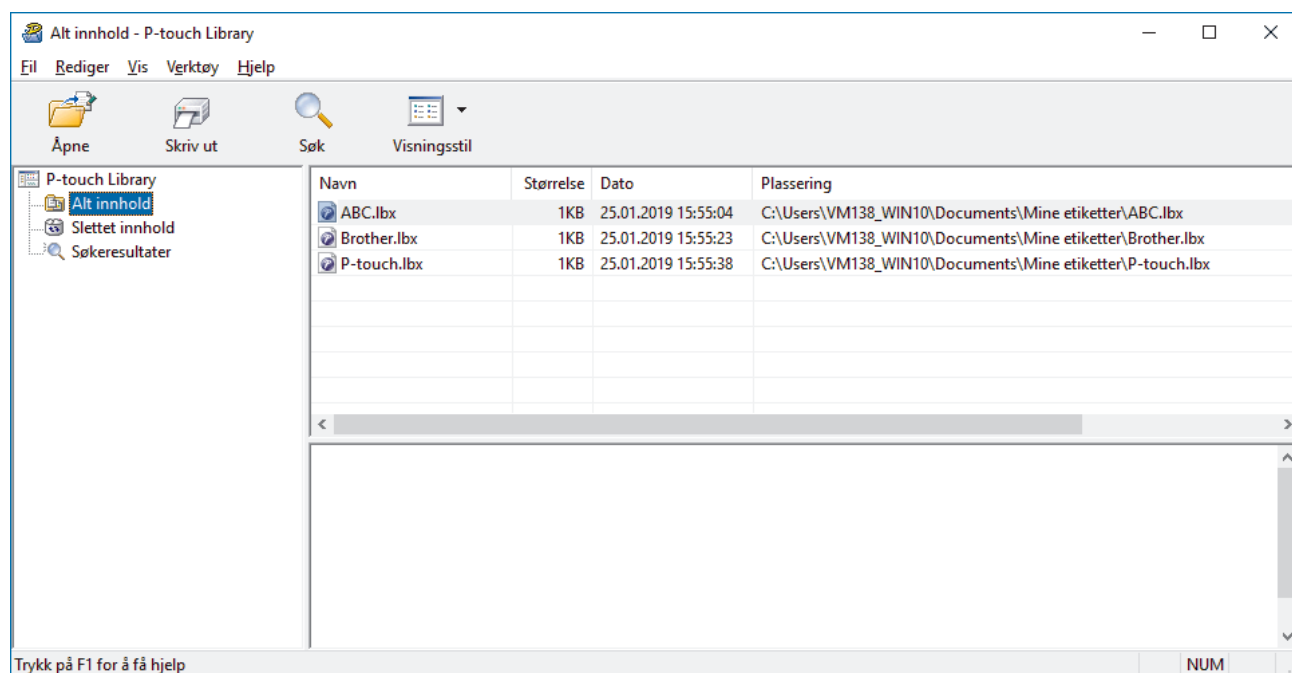 Alt innhold - P-touch Library
Fil Rediger Vis Verktøy Hjelp
Åpne Skriv ut Søk Visningsstil
P-touch Library
Alt innhold
Slettet innhold
Søkeresultater
Navn Størrelse Dato Plassering
ABC.lbx 1KB 25.01.2019 15:55:04 C:\Users\VM138_WIN10\Documents\Mine etiketter\ABC.lbx
Brother.lbx 1KB 25.01.2019 15:55:23 C:\Users\VM138_WIN10\Documents\Mine etiketter\Brother.lbx
P-touch.lbx 1KB 25.01.2019 15:55:38 C:\Users\VM138_WIN10\Documents\Mine etiketter\P-touch.lbx
Trykk på F1 for å få hjelp NUM